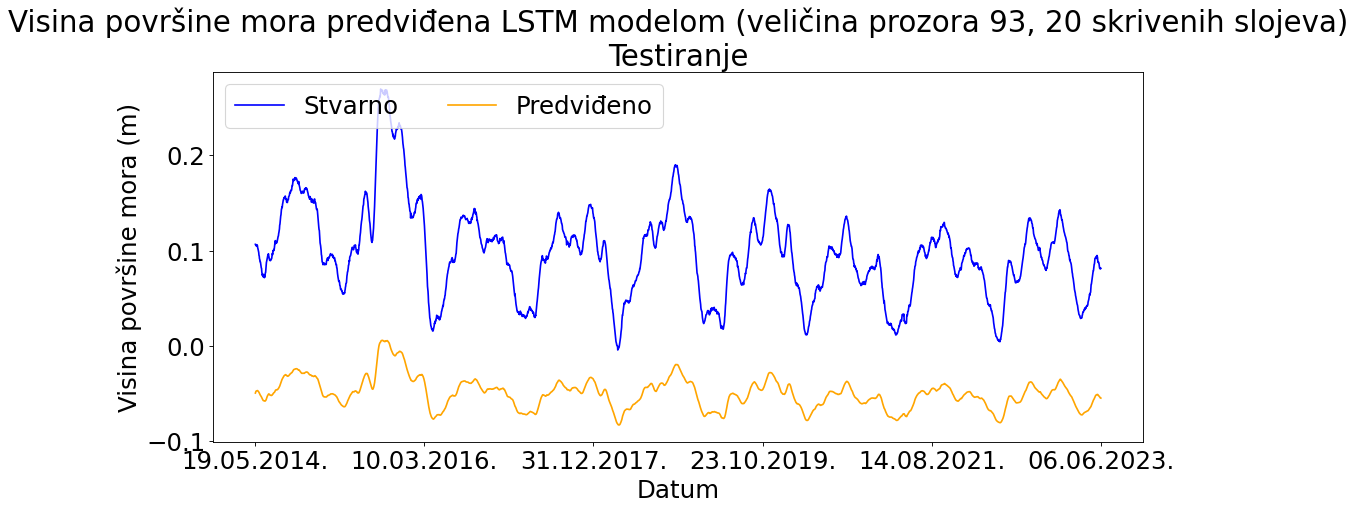 Visina površine mora predviđena LSTM modelom (veličina prozora 93, 20 skrivenih slojeva)
Testiranje
Stvarno Predviđeno
Visina površine mora (m)
0.2
0.1
0.0
−0.1
19.05.2014. 10.03.2016. 31.12.2017. 23.10.2019. 14.08.2021. 06.06.2023.
Datum